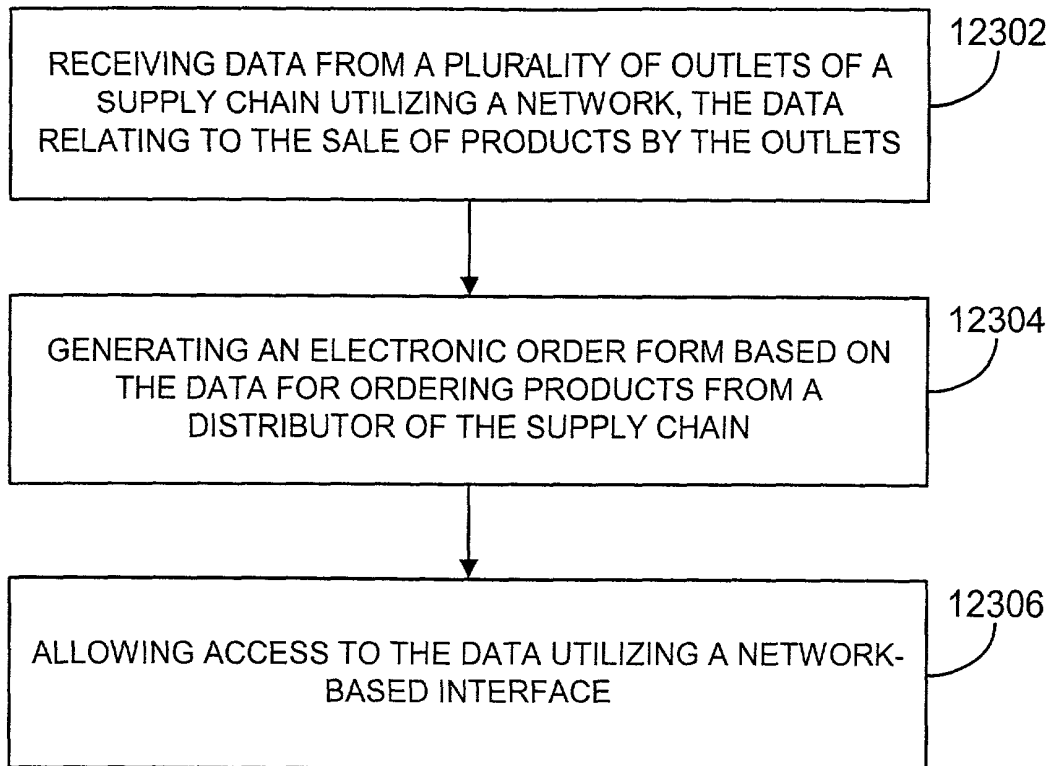 12302
RECEIVING DATA FROM A PLURALITY OF OUTLETS OF A
SUPPLY CHAIN UTILIZING A NETWORK, THE DATA
RELATING TO THE SALE OF PRODUCTS BY THE OUTLETS
12304
GENERATING AN ELECTRONIC ORDER FORM BASED ON
THE DATA FOR ORDERING PRODUCTS FROM A
DISTRIBUTOR OF THE SUPPLY CHAIN
12306
ALLOWING ACCESS TO THE DATA UTILIZING A NETWORK-
BASED INTERFACE